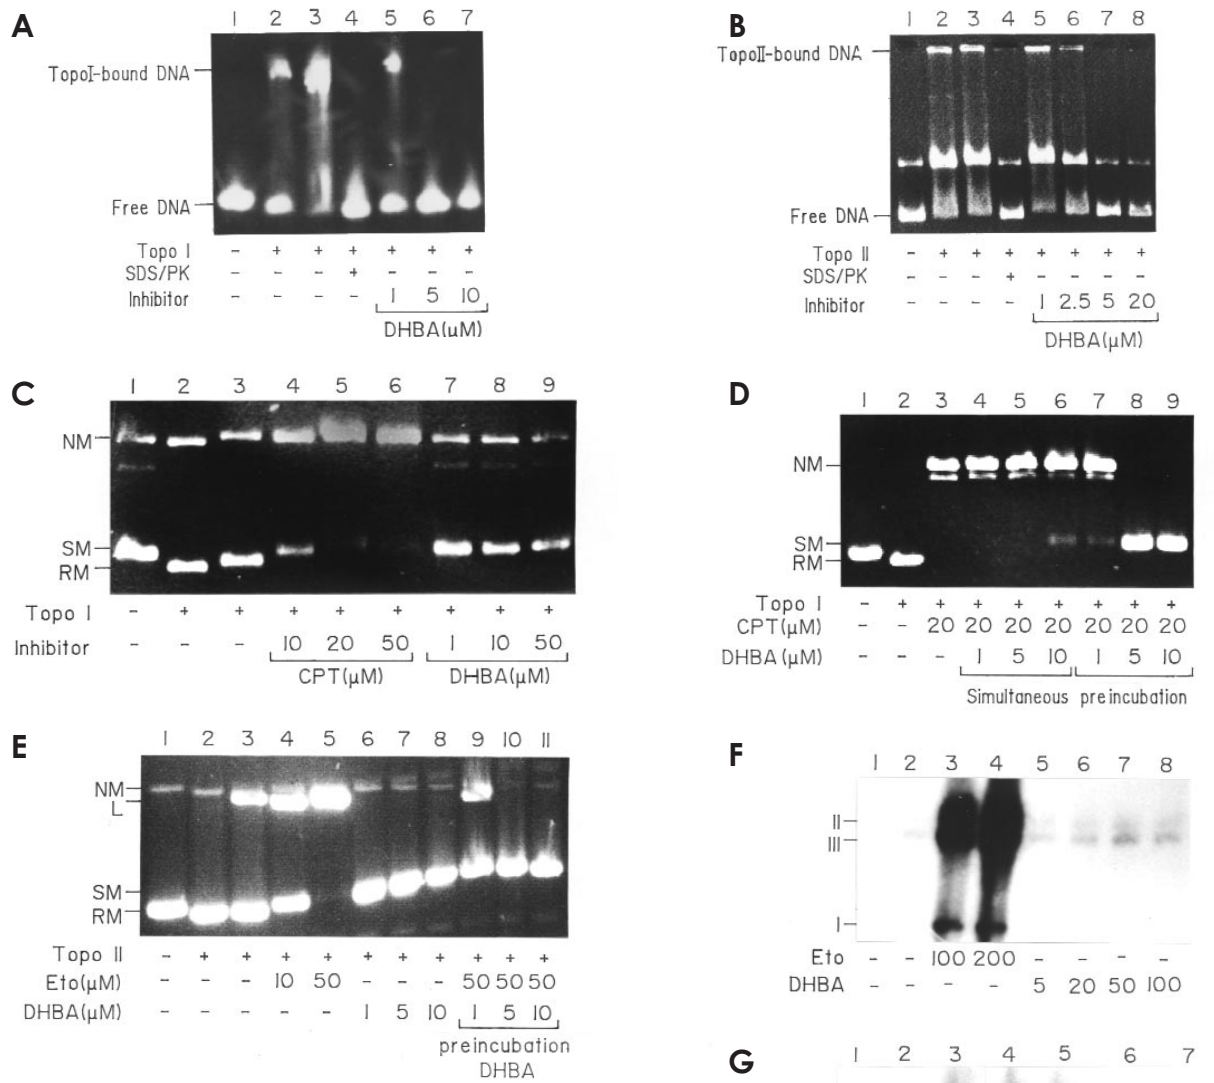 A
1 2 3 4 5 6 7
TopoI-bound DNA
Free DNA
Topo I - + + + + + +
SDS/PK - - - + - - -
Inhibitor - - - - 1 5 10
DHBA(µM)
B
1 2 3 4 5 6 7 8
TopoII-bound DNA
Free DNA
Topo II - + + + + + + +
SDS/PK - - - + - - - -
Inhibitor - - - - 1 2.5 5 20
DHBA(µM)
C
1 2 3 4 5 6 7 8 9
NM
SM
RM
Topo I - + + + + + + + +
Inhibitor - - - 10 20 50 1 10 50
CPT(µM) DHBA(µM)
D
1 2 3 4 5 6 7 8 9
NM
SM
RM
Topo I - + + + + + + + +
CPT(µM) - - 20 20 20 20 20 20 20
DHBA(µM) - - - 1 5 10 1 5 10
Simultaneous preincubation
E
1 2 3 4 5 6 7 8 9 10 11
NM
L
SM
RM
Topo II - + + + + + + + + + +
Eto(µM) - - - 10 50 - - - 50 50 50
DHBA(µM) - - - - - 1 5 10 1 5 10
preincubation
DHBA
F
1 2 3 4 5 6 7 8
II
III
I
Eto - - 100 200 - - - -
DHBA - - - - 5 20 50 100
G
1 2 3 4 5 6 7